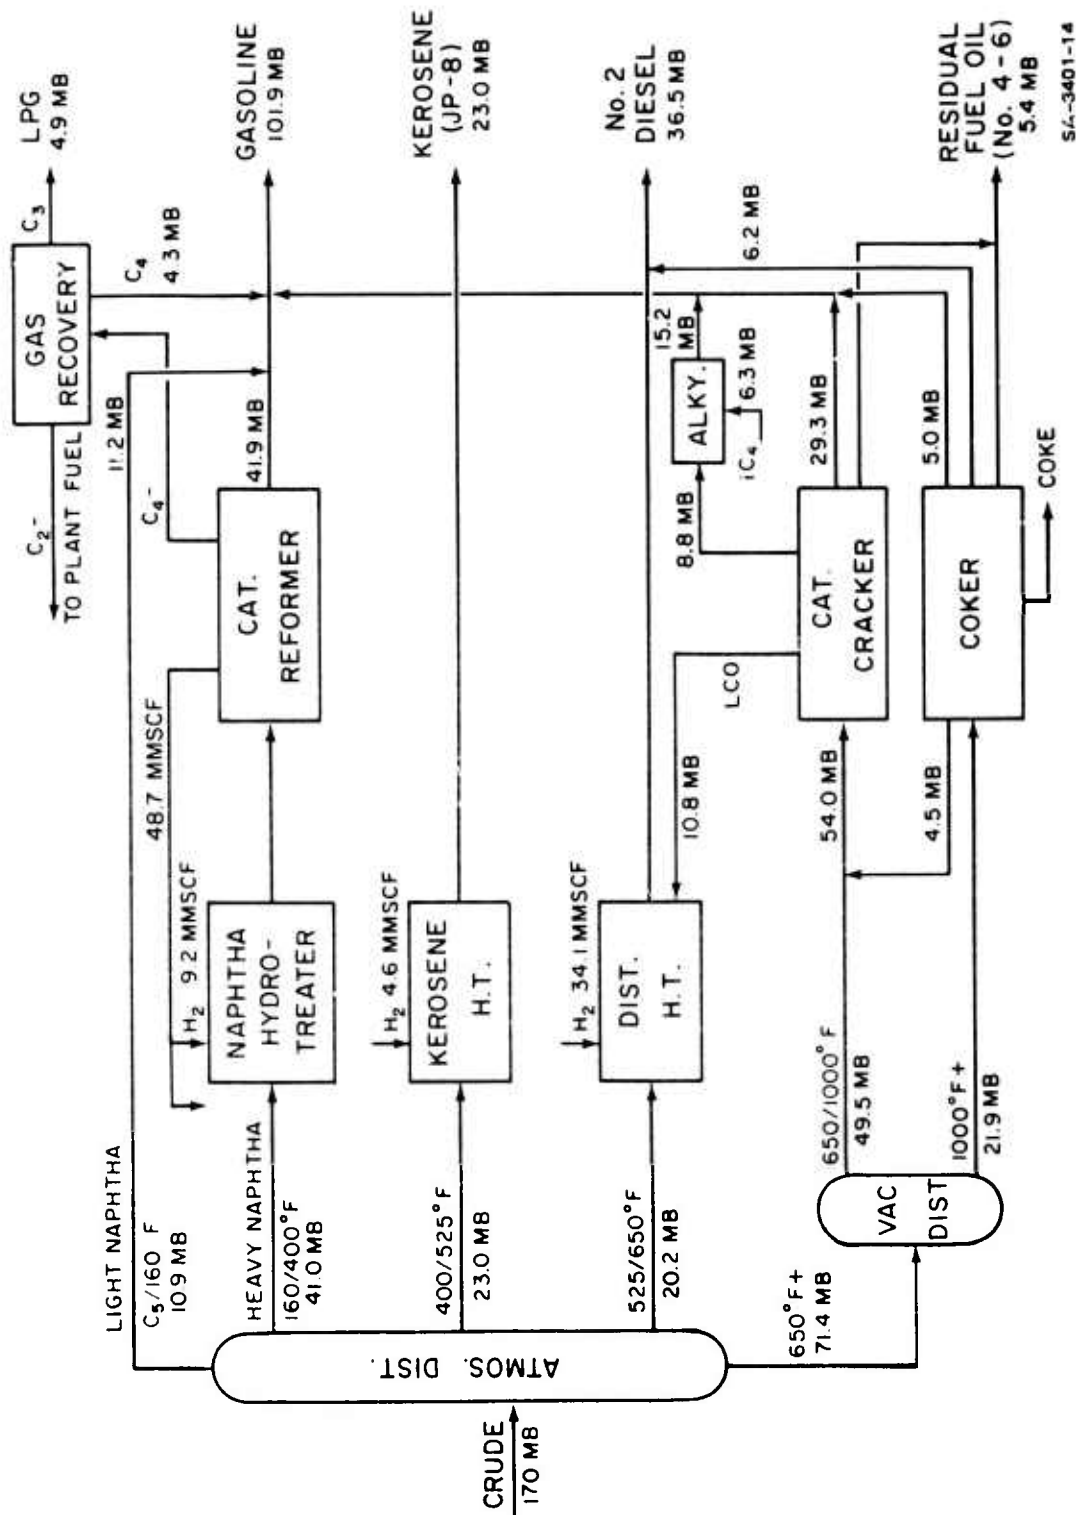 CRUDE
170 MB
ATMOS. DIST.
LIGHT NAPHTHA
C5/160 F
10.9 MB
HEAVY NAPHTHA
160/400°F
41.0 MB
400/525°F
23.0 MB
525/650°F
20.2 MB
650°F+
71.4 MB
VAC
DIST
650/1000°F
49.5 MB
1000°F+
21.9 MB
H2 9.2 MMSCF
NAPHTHA
HYDRO-
TREATER
H2 4.6 MMSCF
KEROSENE
H.T.
H2 34.1 MMSCF
DIST.
H.T.
48.7 MMSCF
10.8 MB
LCO
54.0 MB
4.5 MB
CAT.
REFORMER
C4-
CAT.
CRACKER
COKER
COKE
C2-
TO PLANT FUEL
11.2 MB
41.9 MB
8.8 MB
ALKY.
iC4
6.3 MB
15.2
MB
29.3 MB
5.0 MB
6.2 MB
GAS
RECOVERY
C3
C4
4.3 MB
LPG
4.9 MB
GASOLINE
101.9 MB
KEROSENE
(JP-8)
23.0 MB
No. 2
DIESEL
36.5 MB
RESIDUAL
FUEL OIL
(No. 4-6)
5.4 MB
SA-3401-14